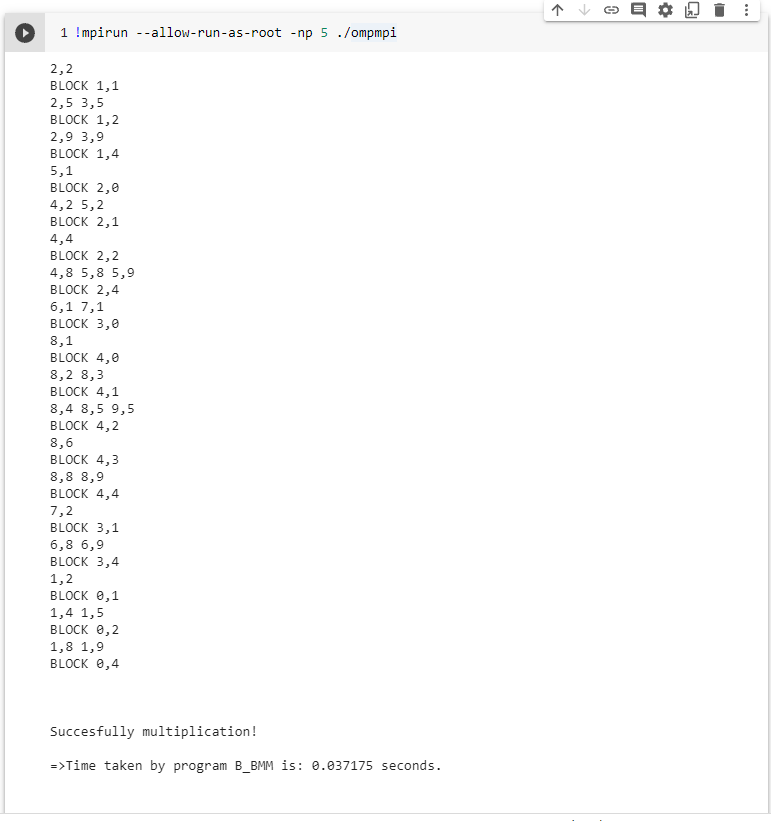 1 !mpirun --allow-run-as-root -np 5 ./ompmpi
2,2
BLOCK 1,1
2,5 3,5
BLOCK 1,2
2,9 3,9
BLOCK 1,4
5,1
BLOCK 2,0
4,2 5,2
BLOCK 2,1
4,4
BLOCK 2,2
4,8 5,8 5,9
BLOCK 2,4
6,1 7,1
BLOCK 3,0
8,1
BLOCK 4,0
8,2 8,3
BLOCK 4,1
8,4 8,5 9,5
BLOCK 4,2
8,6
BLOCK 4,3
8,8 8,9
BLOCK 4,4
7,2
BLOCK 3,1
6,8 6,9
BLOCK 3,4
1,2
BLOCK 0,1
1,4 1,5
BLOCK 0,2
1,8 1,9
BLOCK 0,4
Succesfully multiplication!
=>Time taken by program B_BMM is: 0.037175 seconds.